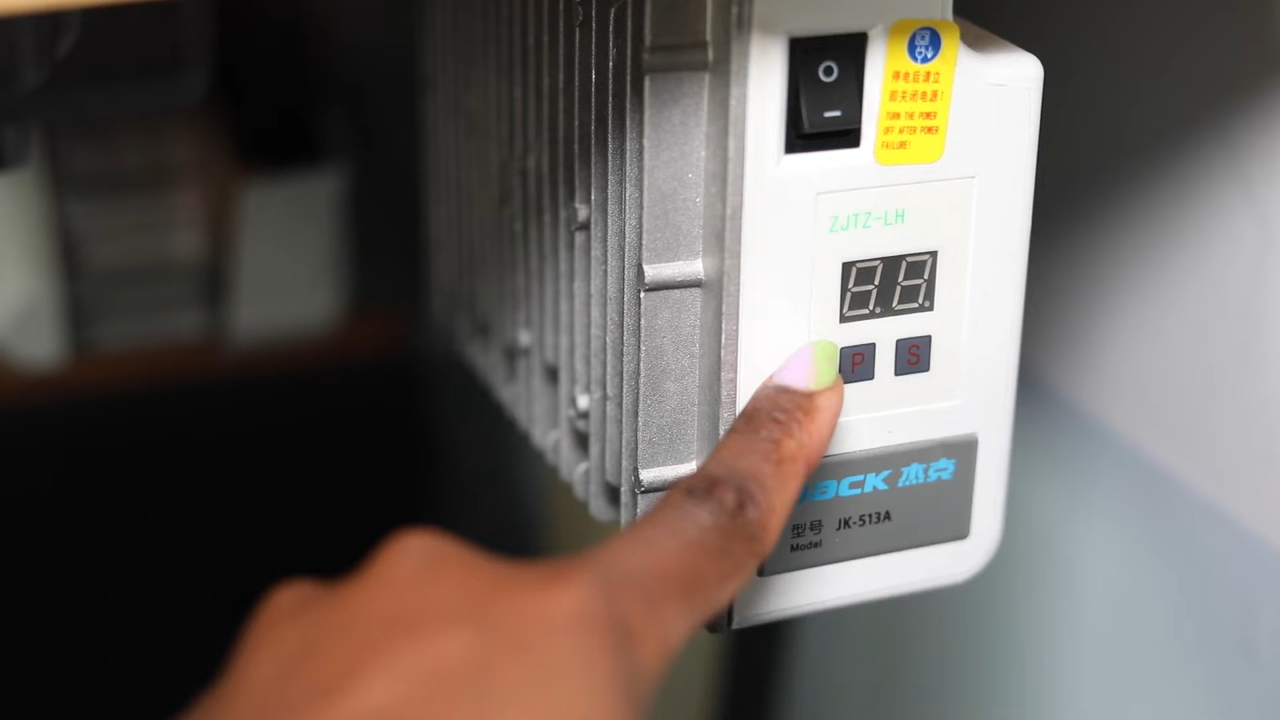 停电后请立
即关闭电源！
TURN THE POWER
OFF AFTER POWER
FAILURE!
ZJTZ-LH
8.8.
P S
JACK 杰克
型号 JK-513A
Model